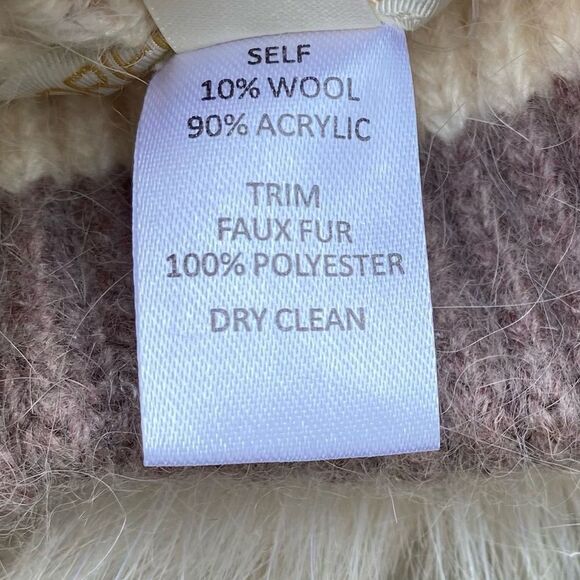 SELF
10% WOOL
90% ACRYLIC
TRIM
FAUX FUR
100% POLYESTER
DRY CLEAN